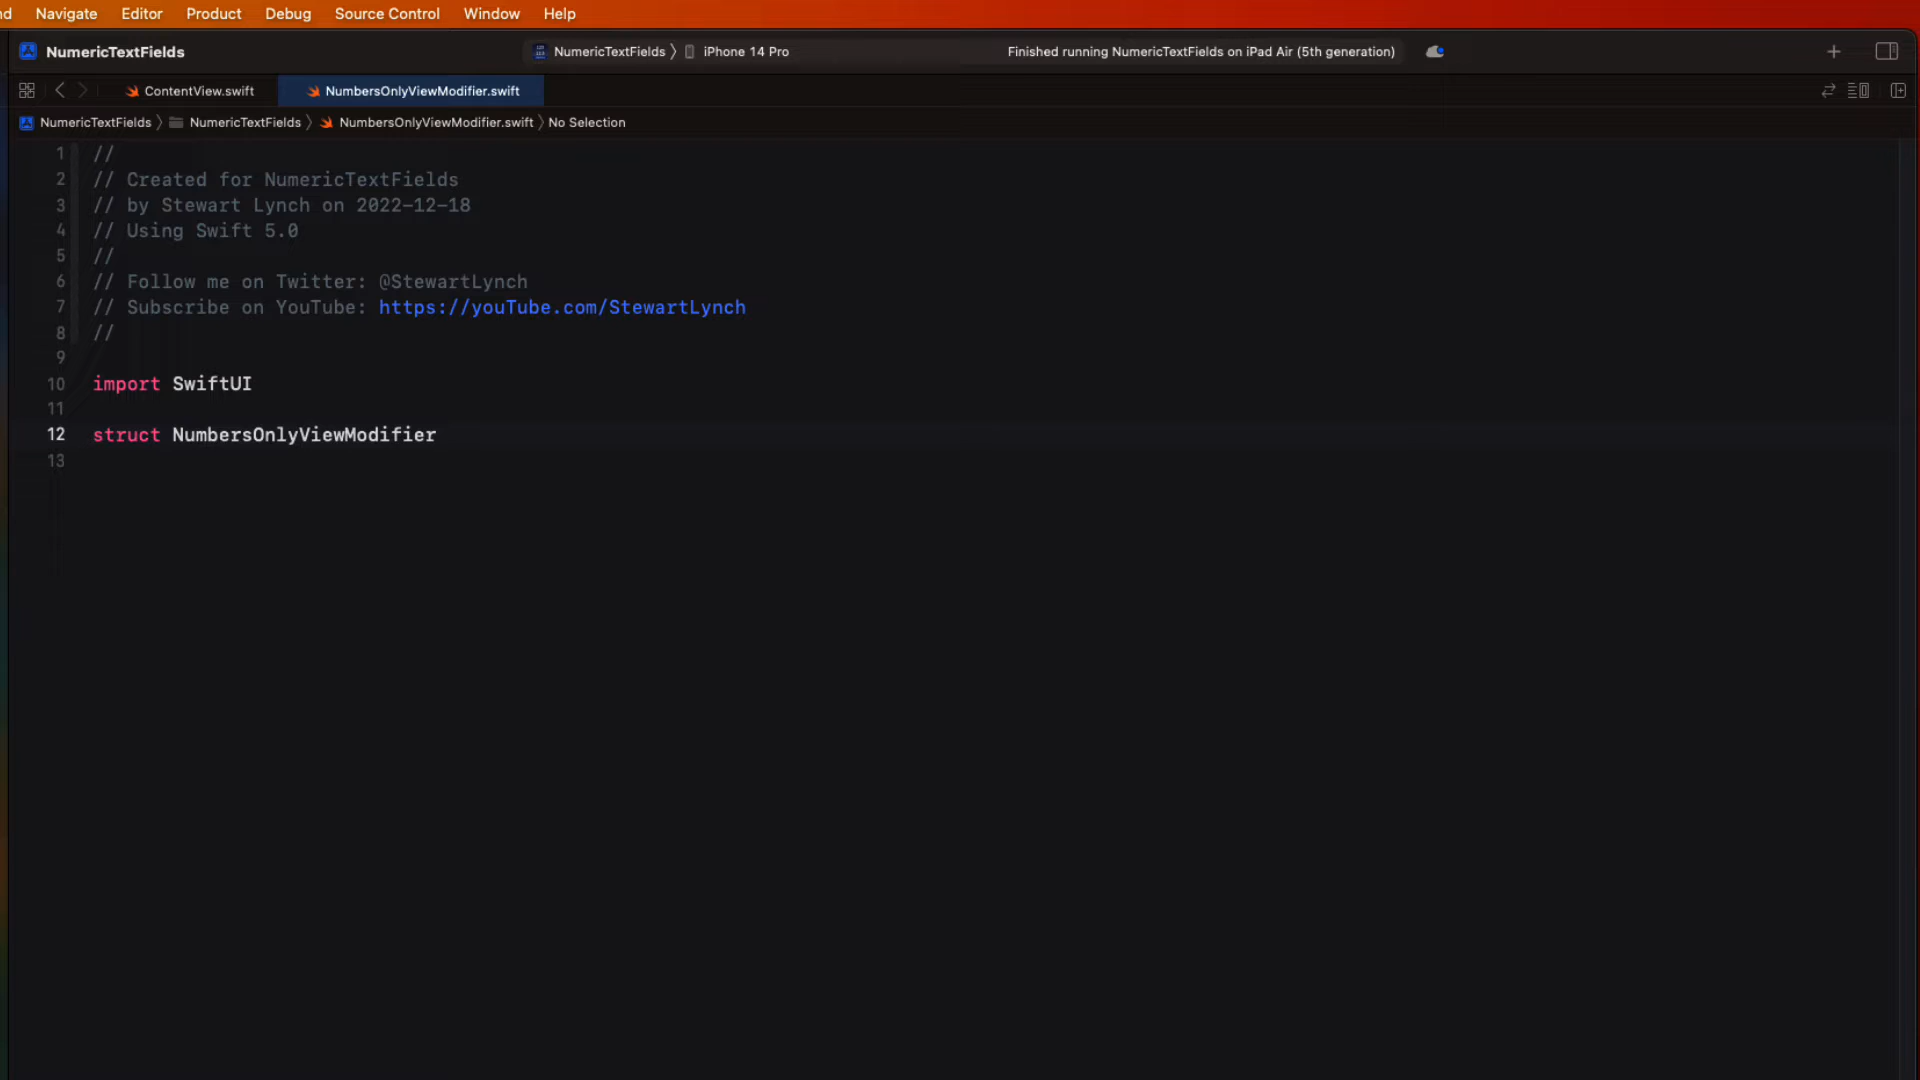 Navigate Editor Product Debug Source Control Window Help
NumericTextFields
NumericTextFields 〉 iPhone 14 Pro
Finished running NumericTextFields on iPad Air (5th generation)
ContentView.swift
NumbersOnlyViewModifier.swift
NumericTextFields 〉 NumericTextFields 〉 NumbersOnlyViewModifier.swift 〉 No Selection
1 //
2 // Created for NumericTextFields
3 // by Stewart Lynch on 2022-12-18
4 // Using Swift 5.0
5 //
6 // Follow me on Twitter: @StewartLynch
7 // Subscribe on YouTube: https://youTube.com/StewartLynch
8 //
9
10 import SwiftUI
11
12 struct NumbersOnlyViewModifier
13